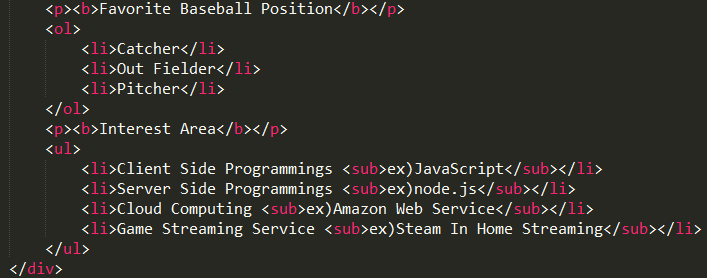 <p><b>Favorite Baseball Position</b></p>
<ol>
<li>Catcher</li>
<li>Out Fielder</li>
<li>Pitcher</li>
</ol>
<p><b>Interest Area</b></p>
<ul>
<li>Client Side Programmings <sub>ex)JavaScript</sub></li>
<li>Server Side Programmings <sub>ex)node.js</sub></li>
<li>Cloud Computing <sub>ex)Amazon Web Service</sub></li>
<li>Game Streaming Service <sub>ex)Steam In Home Streaming</sub></li>
</ul>
</div>